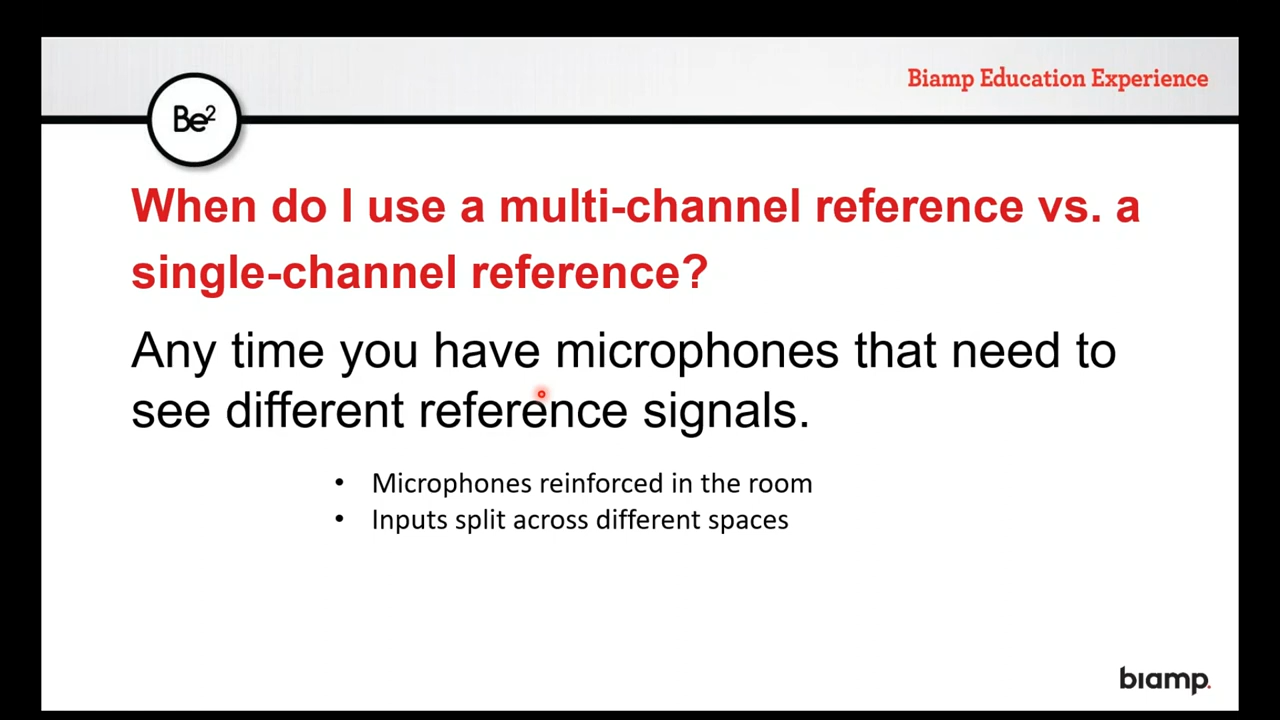 Biamp Education Experience
Be²
When do I use a multi-channel reference vs. a
single-channel reference?
Any time you have microphones that need to
see different reference signals.
• Microphones reinforced in the room
• Inputs split across different spaces
biamp.